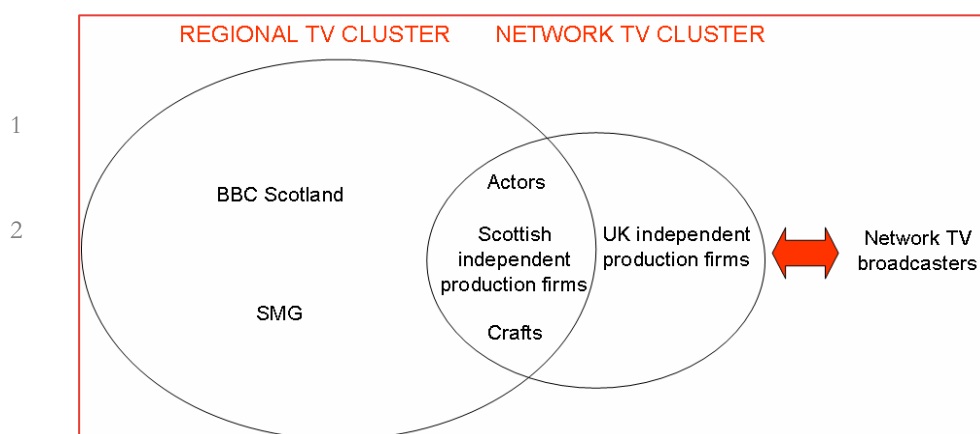 REGIONAL TV CLUSTER
NETWORK TV CLUSTER
1
Actors
BBC Scotland
2
Scottish
independent
production firms
UK independent
production firms
Network TV
broadcasters
SMG
Crafts